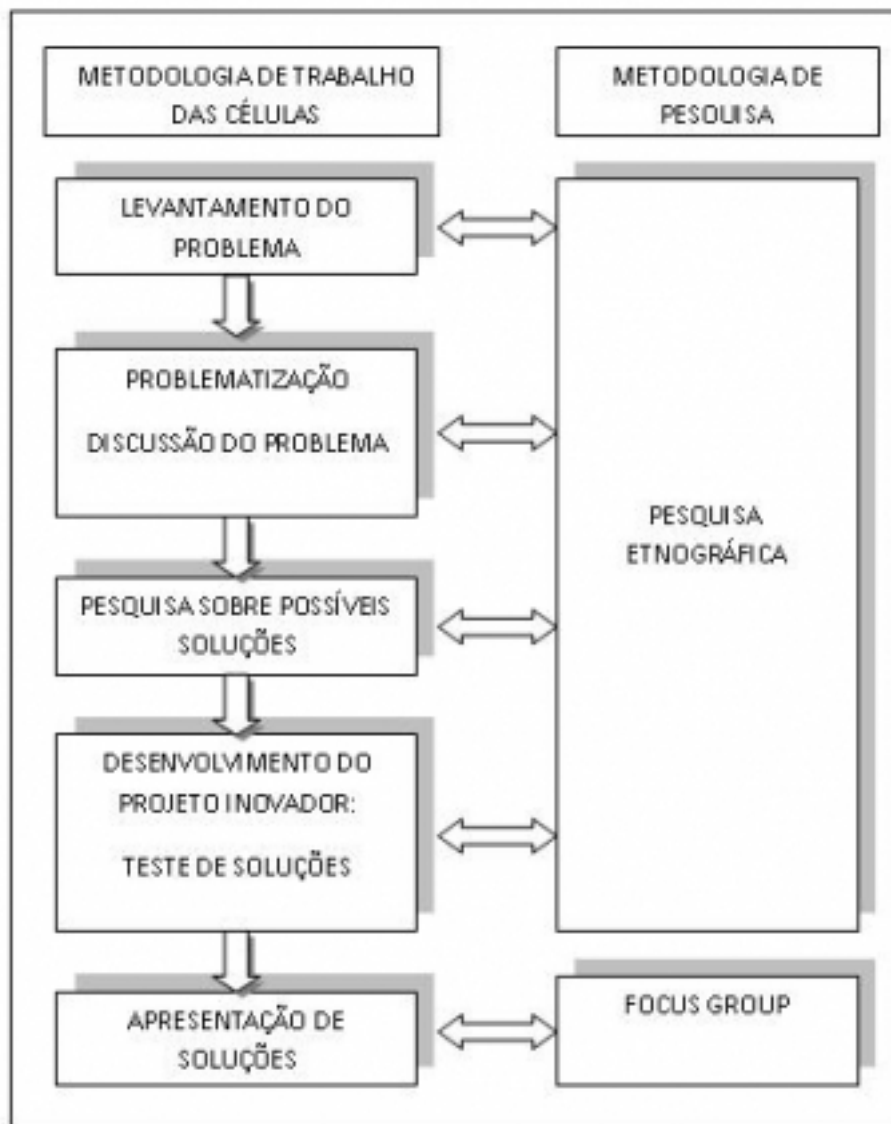 METODOLOGIA DE TRABALHO
DAS CÉLULAS
METODOLOGIA DE
PESQUISA
LEVANTAMENTO DO
PROBLEMA
PROBLEMATIZAÇÃO
DISCUSSÃO DO PROBLEMA
PESQUISA SOBRE POSSÍVEIS
SOLUÇÕES
DESENVOLVIMENTO DO
PROJETO INOVADOR:
TESTE DE SOLUÇÕES
APRESENTAÇÃO DE
SOLUÇÕES
PESQUISA
ETNOGRÁFICA
FOCUS GROUP